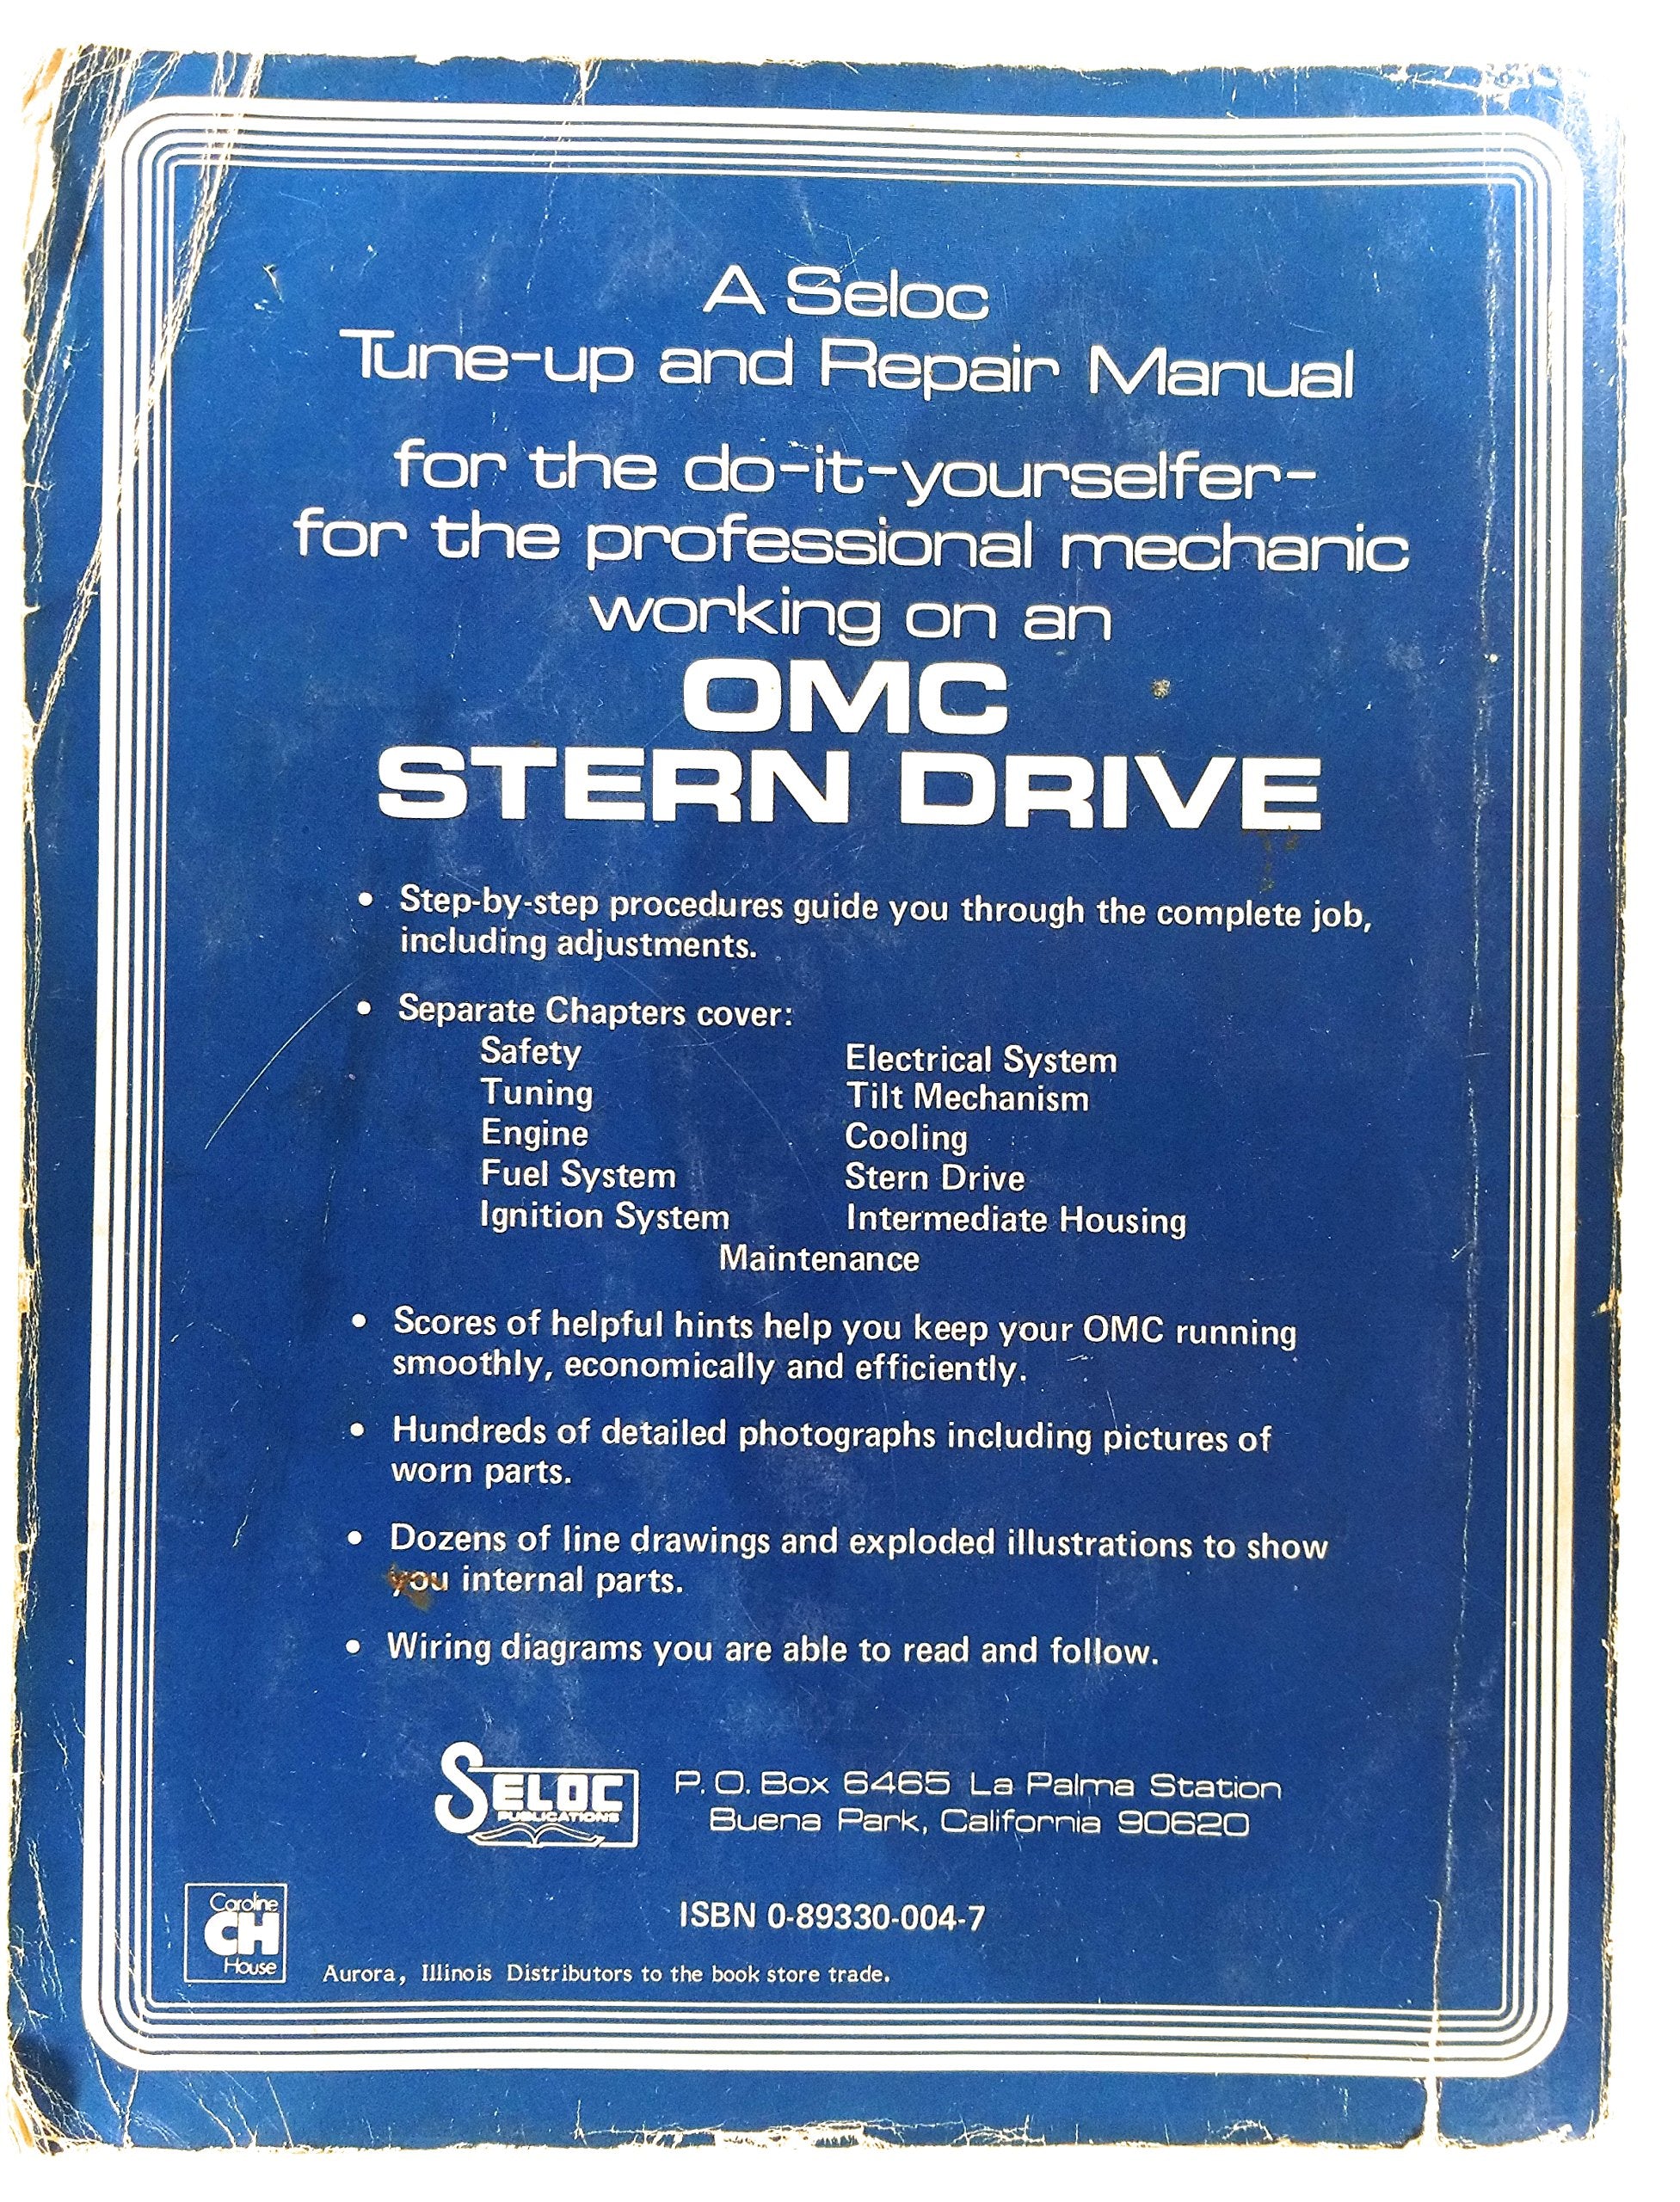 A Seloc
Tune-up and Repair Manual
for the do-it-yourselfer-
for the professional mechanic
working on an
OMC
STERN DRIVE
• Step-by-step procedures guide you through the complete job,
including adjustments.
• Separate Chapters cover:
Safety
Tuning
Engine
Fuel System
Ignition System
Electrical System
Tilt Mechanism
Cooling
Stern Drive
Intermediate Housing
Maintenance
• Scores of helpful hints help you keep your OMC running
smoothly, economically and efficiently.
• Hundreds of detailed photographs including pictures of
worn parts.
• Dozens of line drawings and exploded illustrations to show
you internal parts.
• Wiring diagrams you are able to read and follow.
SELOC
PUBLICATIONS
P. O. Box 6465 La Palma Station
Buena Park, California 90620
ISBN 0-89330-004-7
Caroline
CH
House
Aurora, Illinois Distributors to the book store trade.